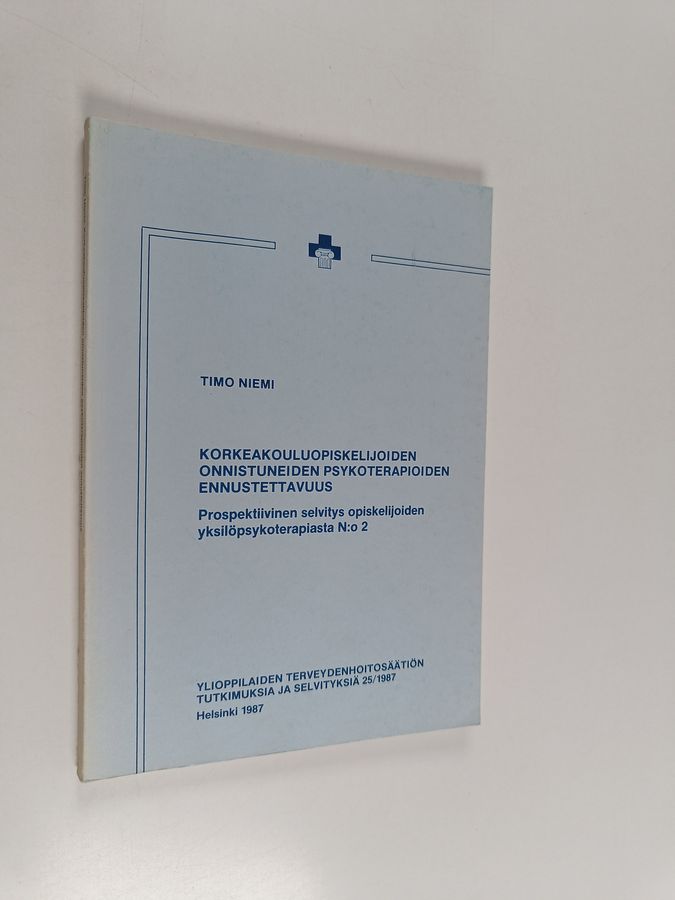 TIMO NIEMI
KORKEAKOULUOPISKELIJOIDEN
ONNISTUNEIDEN PSYKOTERAPIOIDEN
ENNUSTETTAVUUS
Prospektiivinen selvitys opiskelijoiden
yksilöpsykoterapiasta N:o 2
YLIOPPILAIDEN TERVEYDENHOITOSÄÄTIÖN
TUTKIMUKSIA JA SELVITYKSIÄ 25/1987
Helsinki 1987